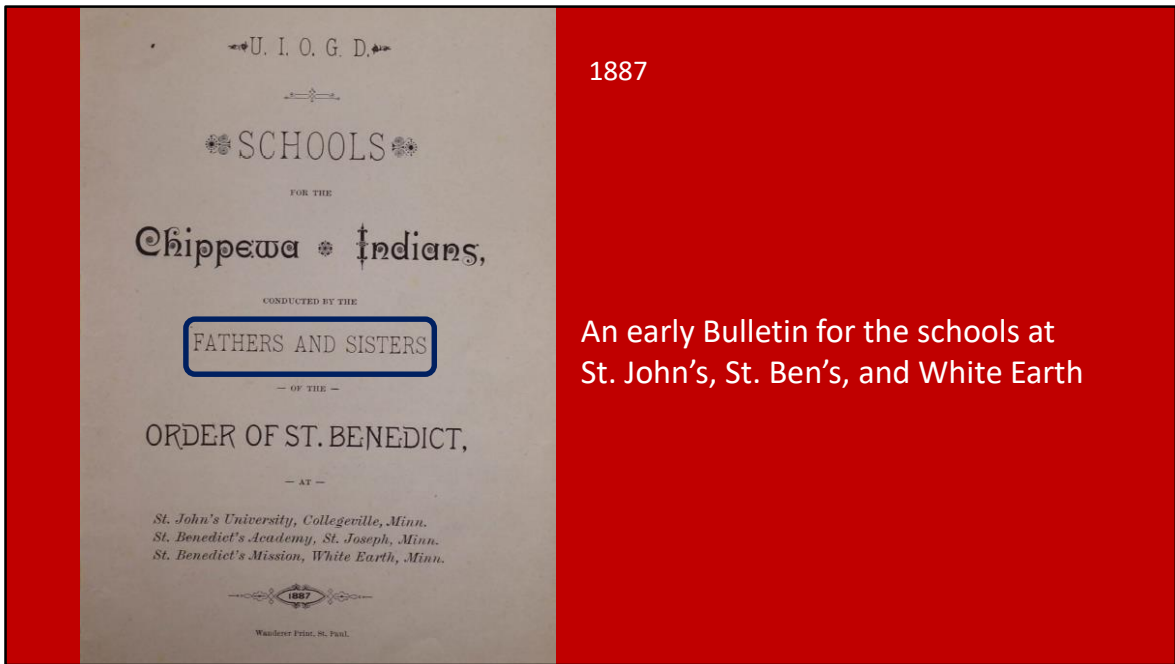 U. I. O. G. D.
SCHOOLS
FOR THE
Chippewa Indians,
CONDUCTED BY THE
FATHERS AND SISTERS
— OF THE —
ORDER OF ST. BENEDICT,
— AT —
St. John's University, Collegeville, Minn.
St. Benedict's Academy, St. Joseph, Minn.
St. Benedict's Mission, White Earth, Minn.
1887
Wanderer Print, St. Paul.
1887
An early Bulletin for the schools at
St. John’s, St. Ben’s, and White Earth